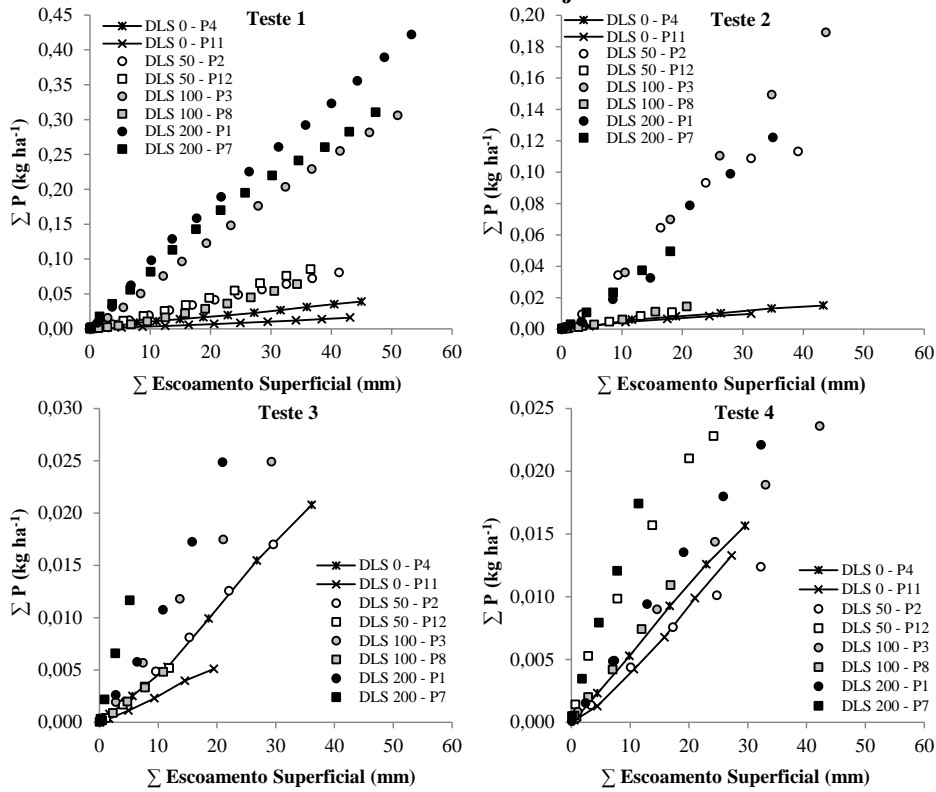 Teste 1
0,45
0,40
0,35
0,30
0,25
0,20
0,15
0,10
0,05
0,00
∑ P (kg ha⁻¹)
0
10
20
30
40
50
60
∑ Escoamento Superficial (mm)
DLS 0 - P4
DLS 0 - P11
DLS 50 - P2
DLS 50 - P12
DLS 100 - P3
DLS 100 - P8
DLS 200 - P1
DLS 200 - P7
Teste 2
0,20
0,18
0,16
0,14
0,12
0,10
0,08
0,06
0,04
0,02
0,00
∑ P (kg ha⁻¹)
0
10
20
30
40
50
60
∑ Escoamento Superficial (mm)
DLS 0 - P4
DLS 0 - P11
DLS 50 - P2
DLS 50 - P12
DLS 100 - P3
DLS 100 - P8
DLS 200 - P1
DLS 200 - P7
Teste 3
0,030
0,025
0,020
0,015
0,010
0,005
0,000
∑ P (kg ha⁻¹)
0
10
20
30
40
50
60
∑ Escoamento Superficial (mm)
DLS 0 - P4
DLS 0 - P11
DLS 50 - P2
DLS 50 - P12
DLS 100 - P3
DLS 100 - P8
DLS 200 - P1
DLS 200 - P7
Teste 4
0,025
0,020
0,015
0,010
0,005
0,000
∑ P (kg ha⁻¹)
0
10
20
30
40
50
60
∑ Escoamento Superficial (mm)
DLS 0 - P4
DLS 0 - P11
DLS 50 - P2
DLS 50 - P12
DLS 100 - P3
DLS 100 - P8
DLS 200 - P1
DLS 200 - P7